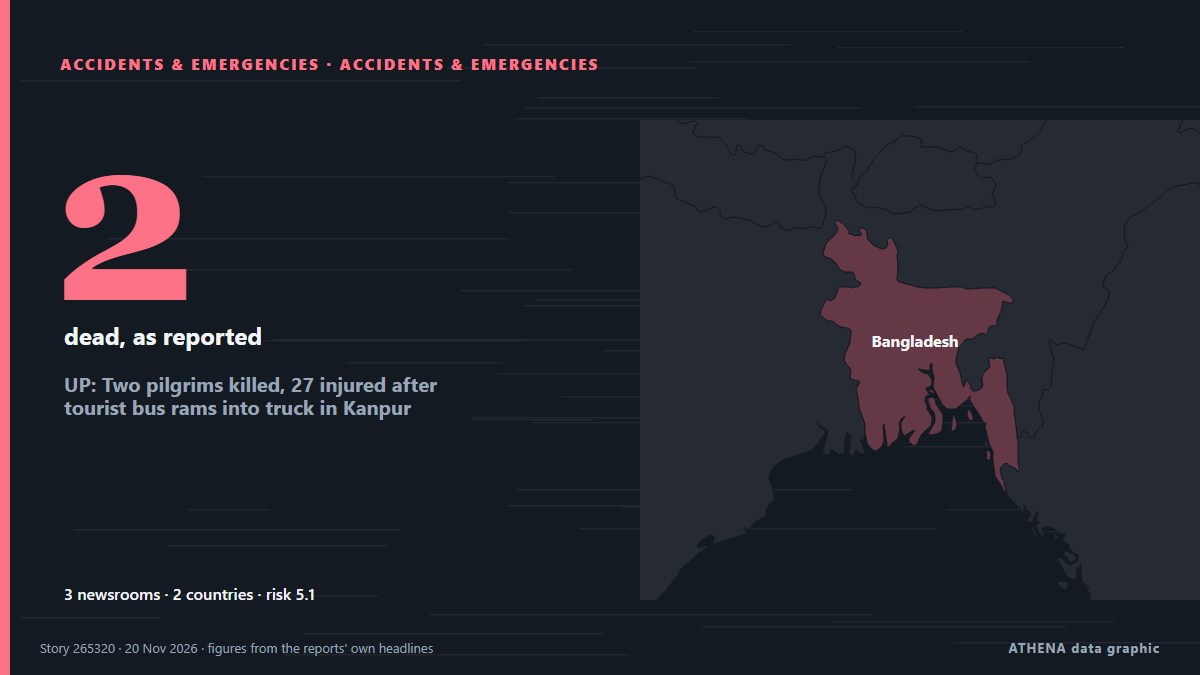 ACCIDENTS & EMERGENCIES · ACCIDENTS & EMERGENCIES
2
dead, as reported
UP: Two pilgrims killed, 27 injured after
tourist bus rams into truck in Kanpur
Bangladesh
3 newsrooms · 2 countries · risk 5.1
Story 265320 · 20 Nov 2026 · figures from the reports' own headlines
ATHENA data graphic